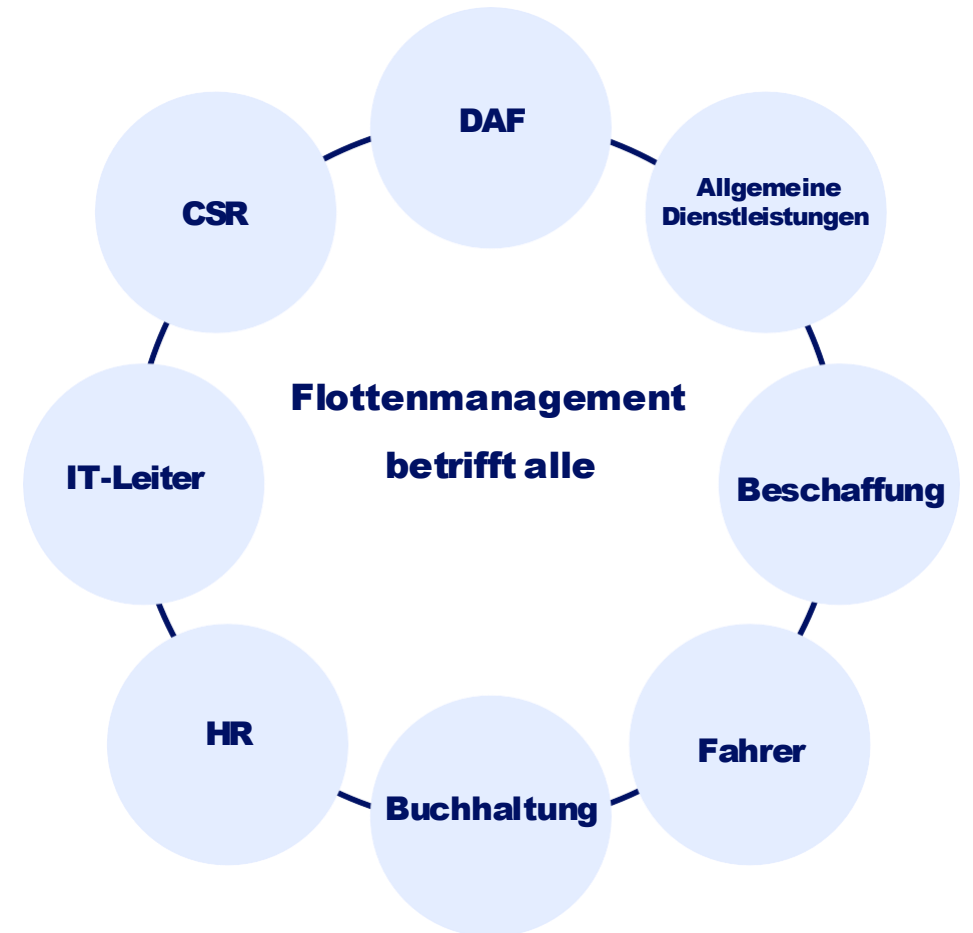 DAF
Allgemeine
Dienstleistungen
CSR
Flottenmanagement
betrifft alle
IT-Leiter
Beschaffung
HR
Fahrer
Buchhaltung